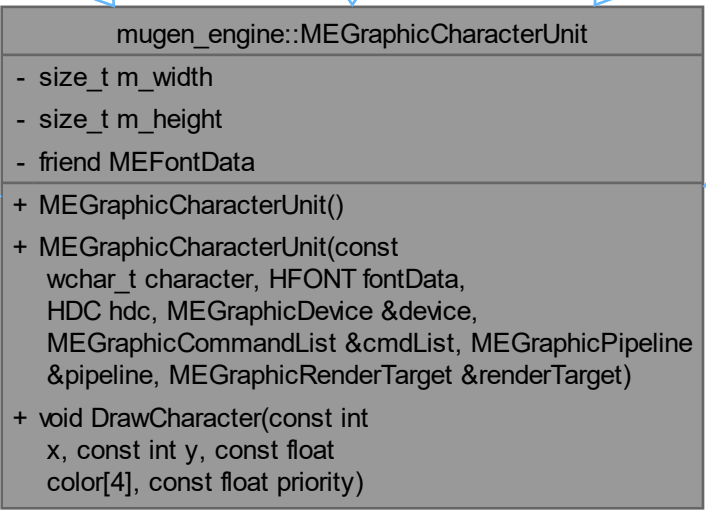 mugen_engine::MEGraphicCharacterUnit
- size_t m_width
- size_t m_height
- friend MEFontData
+ MEGraphicCharacterUnit()
+ MEGraphicCharacterUnit(const
wchar_t character, HFONT fontData,
HDC hdc, MEGraphicDevice &device,
MEGraphicCommandList &cmdList, MEGraphicPipeline
&pipeline, MEGraphicRenderTarget &renderTarget)
+ void DrawCharacter(const int
x, const int y, const float
color[4], const float priority)